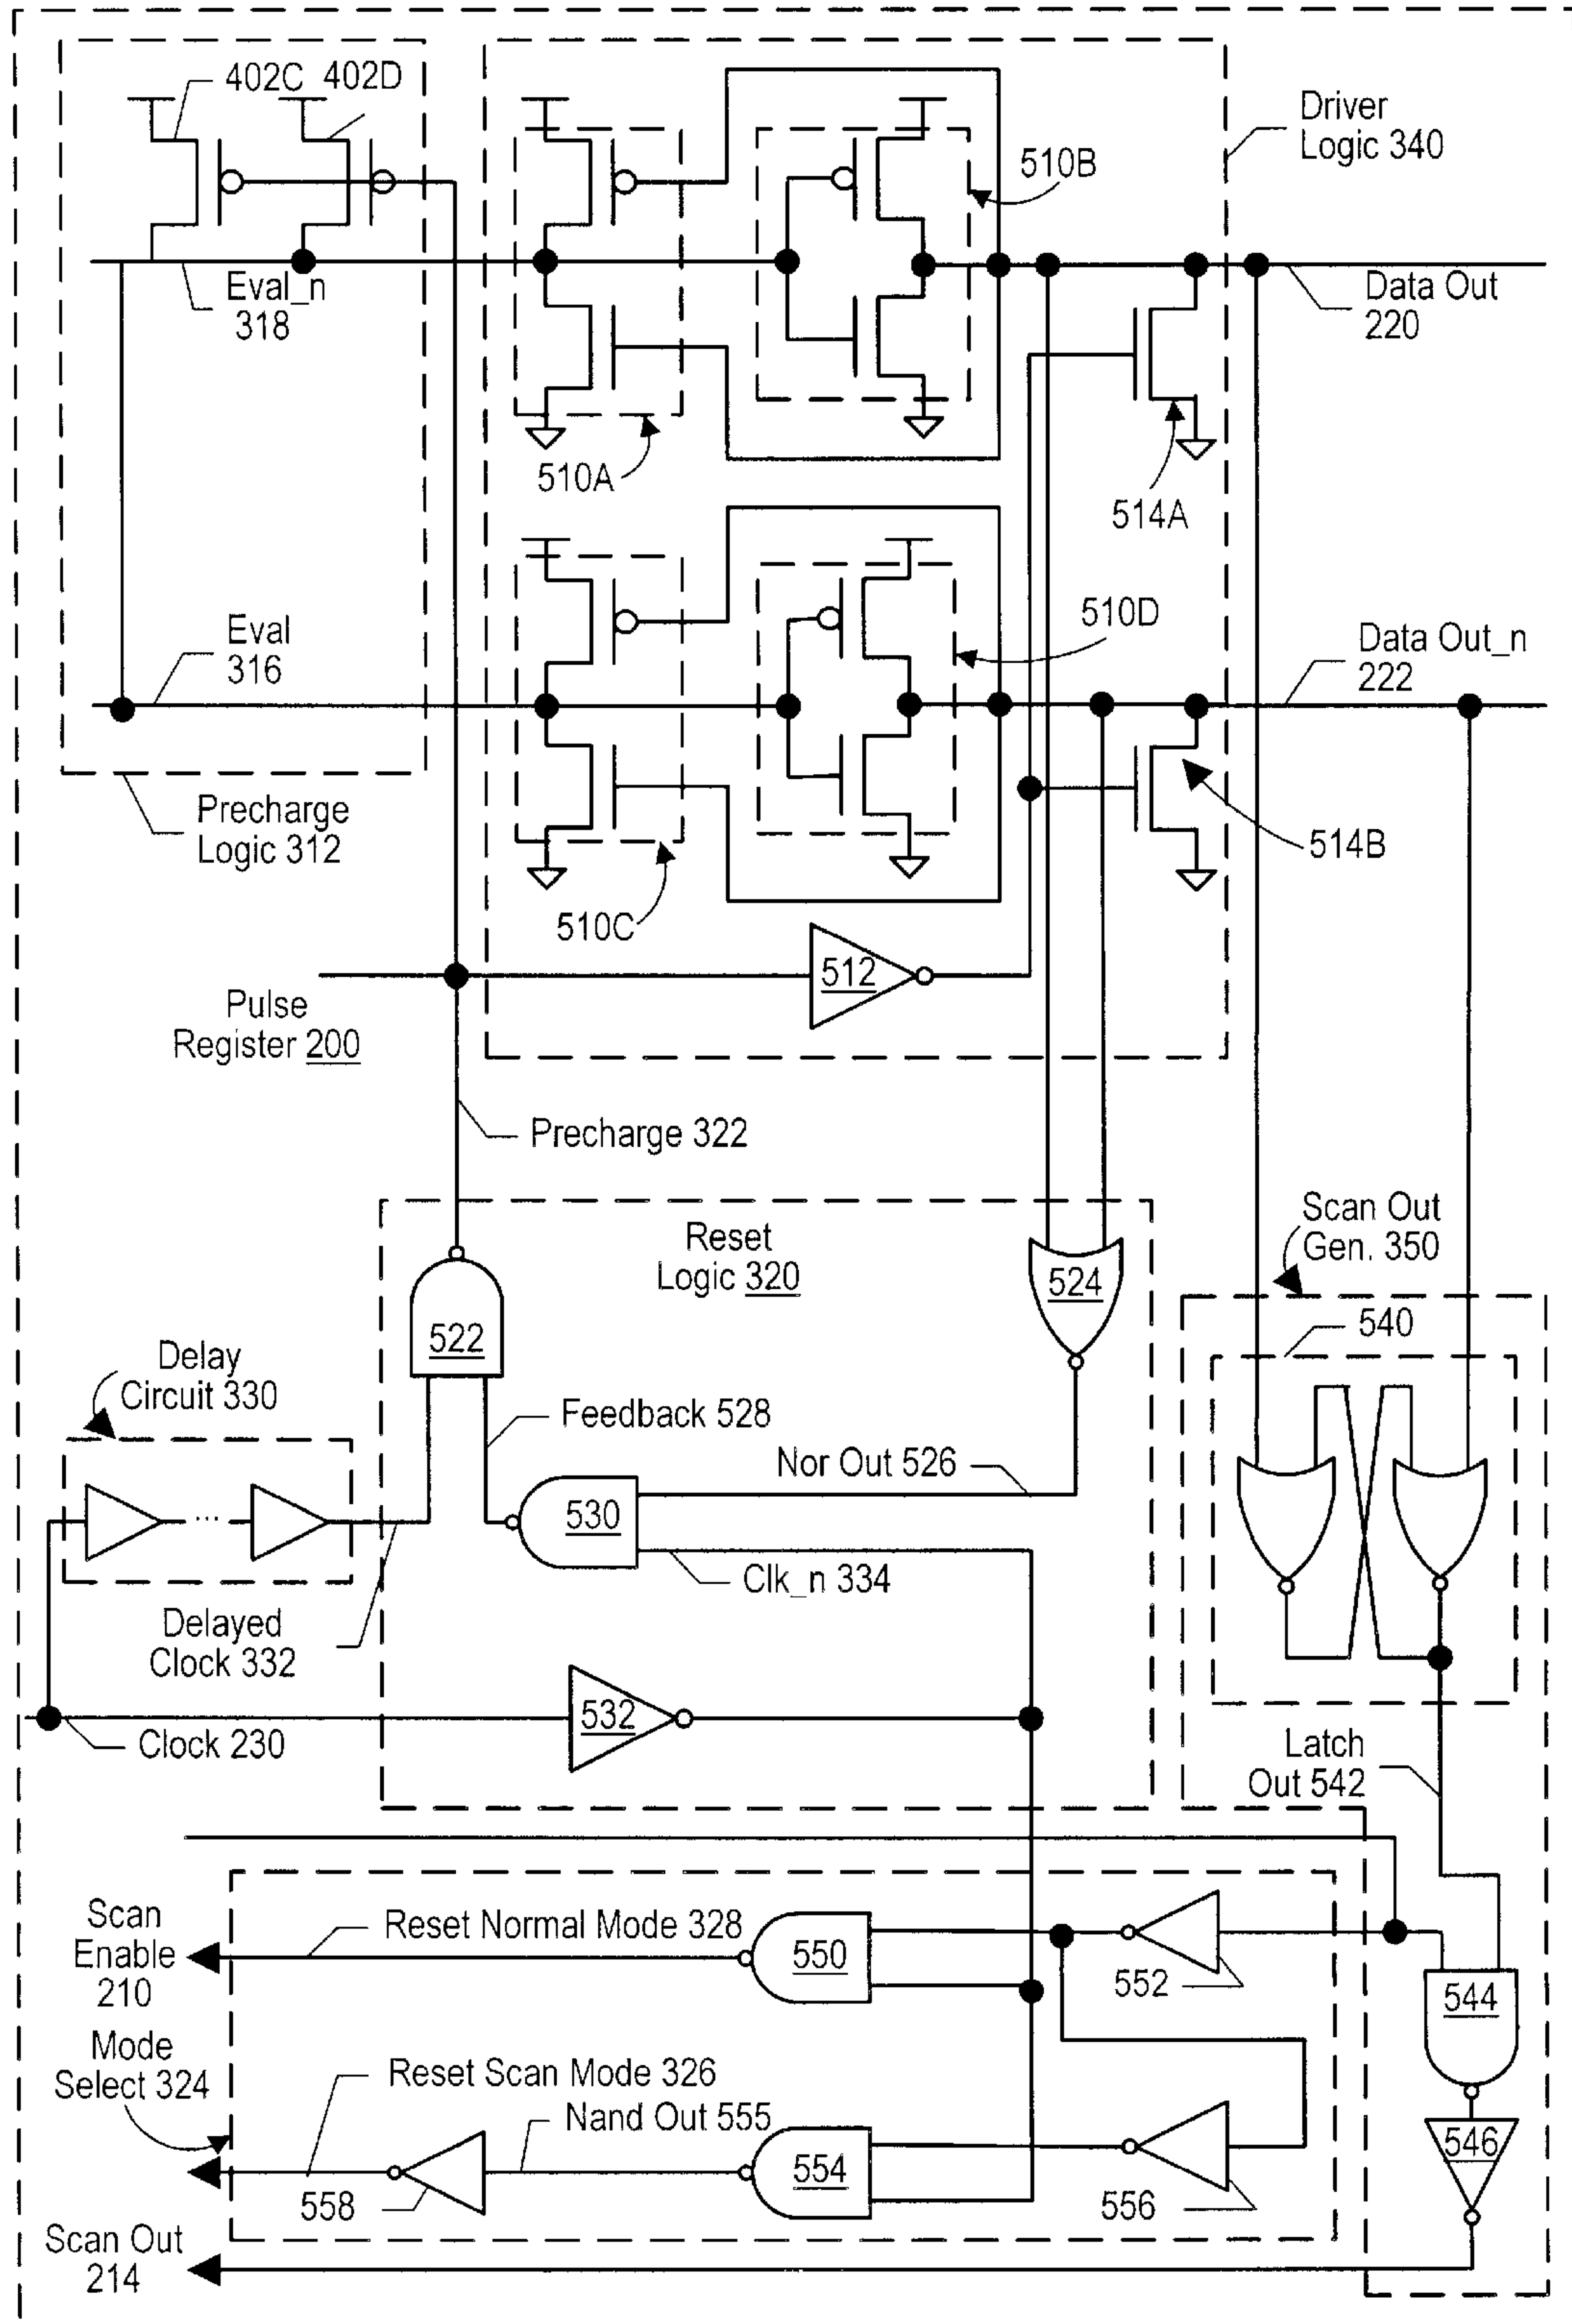 402C 402D
Driver
Logic 340
510B
Eval_n
318
Data Out
220
510A
514A
Eval
316
510D
Data Out_n
222
Precharge
Logic 312
514B
510C
512
Pulse
Register 200
Precharge 322
Reset
Logic 320
Scan Out
Gen. 350
524
522
540
Delay
Circuit 330
Feedback 528
Nor Out 526
530
...
Clk_n 334
Delayed
Clock 332
532
Clock 230
Latch
Out 542
Scan
Enable
210
Reset Normal Mode 328
550
552
544
Mode
Select 324
Reset Scan Mode 326
Nand Out 555
546
554
558
556
Scan Out
214